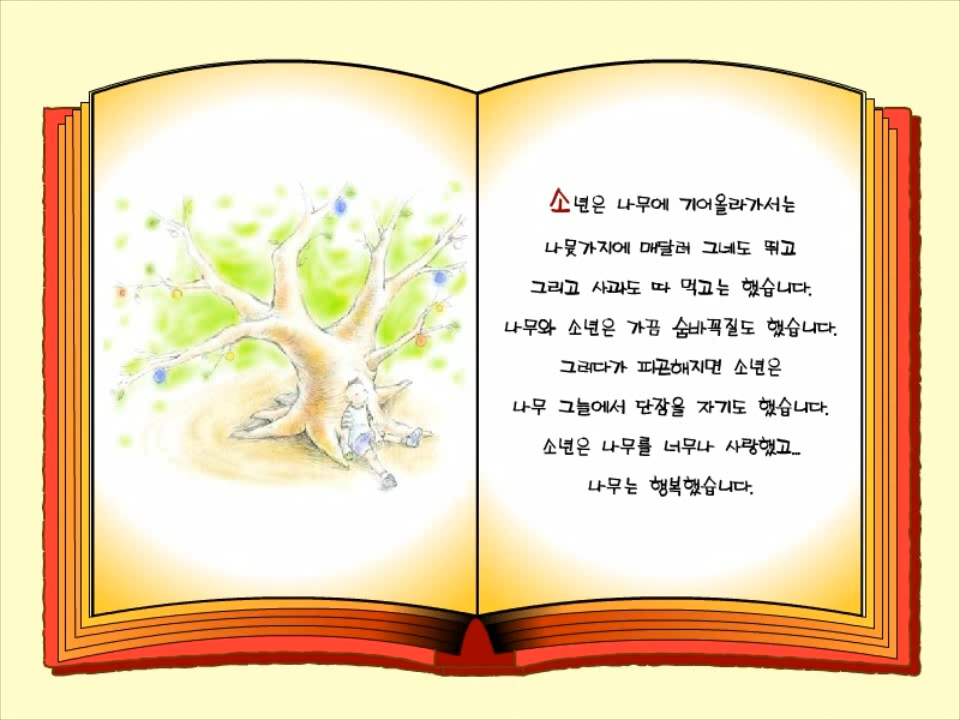 소년은 나무에 기어올라가서는
나뭇가지에 매달려 그네도 뛰고
그리고 사과도 따 먹고는 했습니다.
나무와 소년은 가끔 숨바꼭질도 했습니다.
그러다가 피곤해지면 소년은
나무 그늘에서 단잠을 자기도 했습니다.
소년은 나무를 너무나 사랑했고...
나무는 행복했습니다.